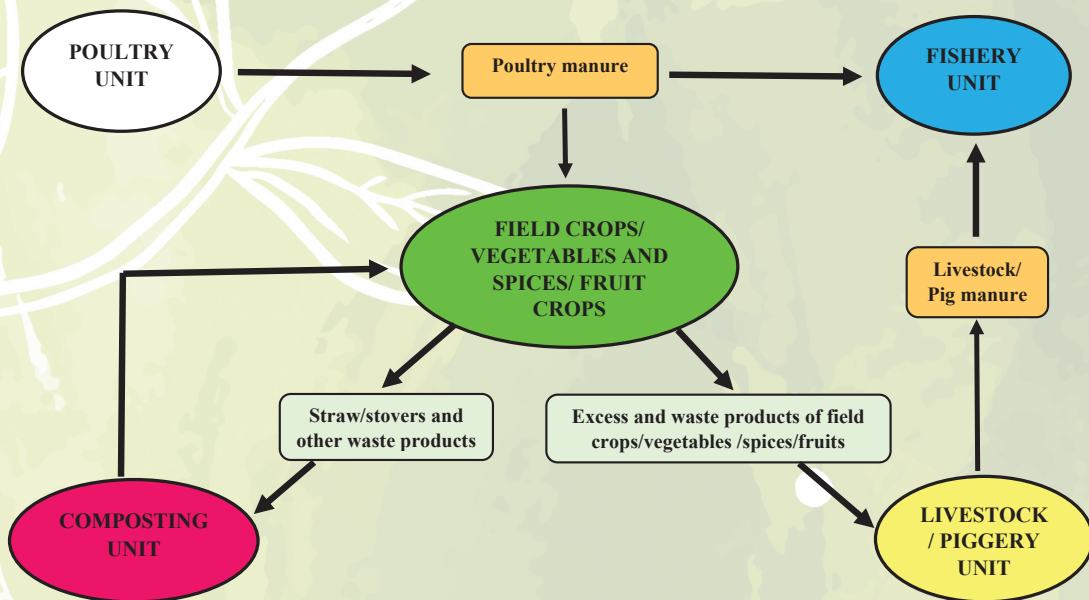 POULTRY
UNIT
Poultry manure
FISHERY
UNIT
FIELD CROPS/
VEGETABLES AND
SPICES/ FRUIT
CROPS
Livestock/
Pig manure
Straw/stovers and
other waste products
Excess and waste products of field
crops/vegetables /spices/fruits
COMPOSTING
UNIT
LIVESTOCK
/ PIGGERY
UNIT